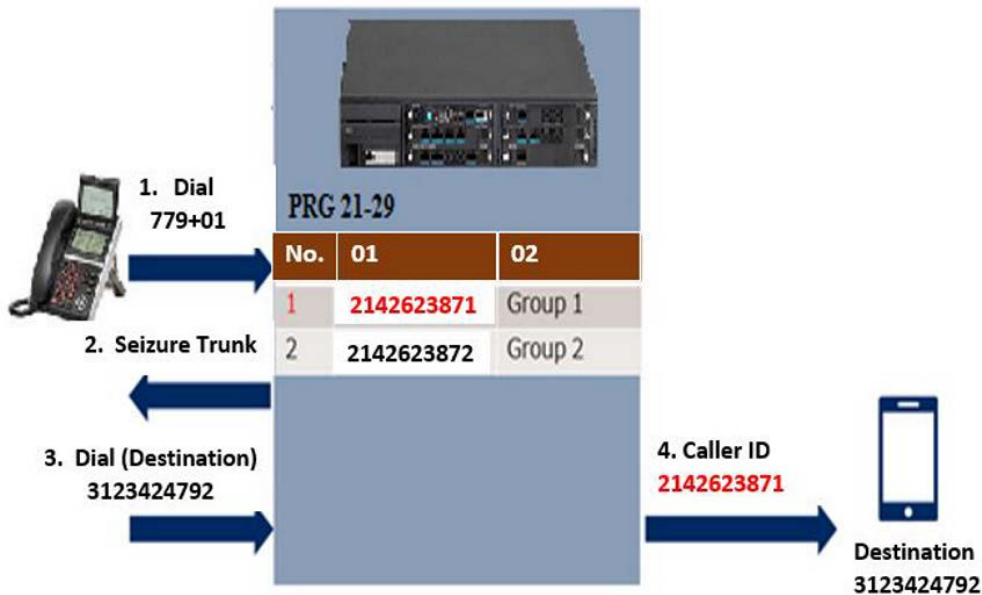 1. Dial
779+01
PRG 21-29
No. 01 02
1 2142623871 Group 1
2 2142623872 Group 2
2. Seizure Trunk
3. Dial (Destination)
3123424792
4. Caller ID
2142623871
Destination
3123424792